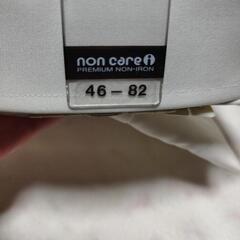 non care i
PREMIUM NON-IRON
46 – 82